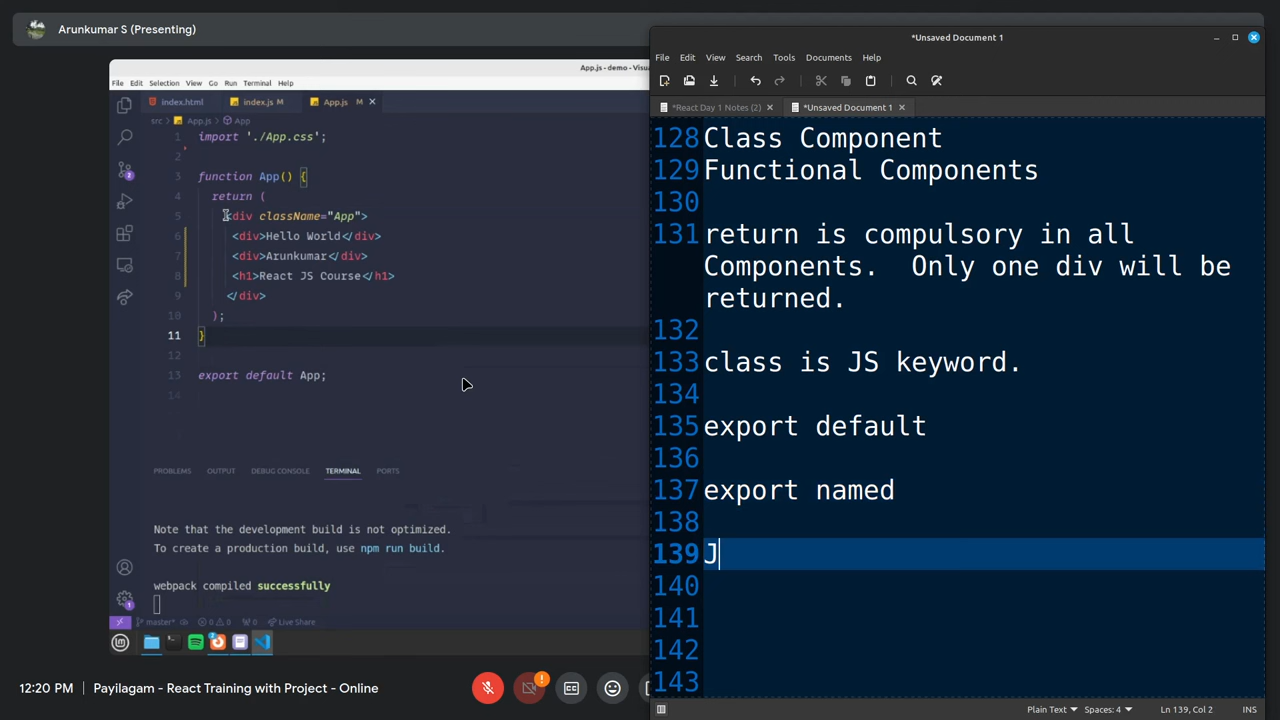 Arunkumar S (Presenting)
App.js - demo - Visu
File Edit Selection View Go Run Terminal Help
index.html index.js M App.js M
src > App.js > App
1 import './App.css';
2
3 function App() {
4 return (
5 <div className="App">
6 <div>Hello World</div>
7 <div>Arunkumar</div>
8 <h1>React JS Course</h1>
9 </div>
10 );
11 }
12
13 export default App;
14
PROBLEMS OUTPUT DEBUG CONSOLE TERMINAL PORTS
Note that the development build is not optimized.
To create a production build, use npm run build.
webpack compiled successfully
master* 0 0 0 Live Share
12:20 PM | Payilagam - React Training with Project - Online
*Unsaved Document 1
File Edit View Search Tools Documents Help
*React Day 1 Notes (2) *Unsaved Document 1
128 Class Component
129 Functional Components
130
131 return is compulsory in all
Components. Only one div will be
returned.
132
133 class is JS keyword.
134
135 export default
136
137 export named
138
139 J
140
141
142
143
Plain Text Spaces: 4 Ln 139, Col 2 INS